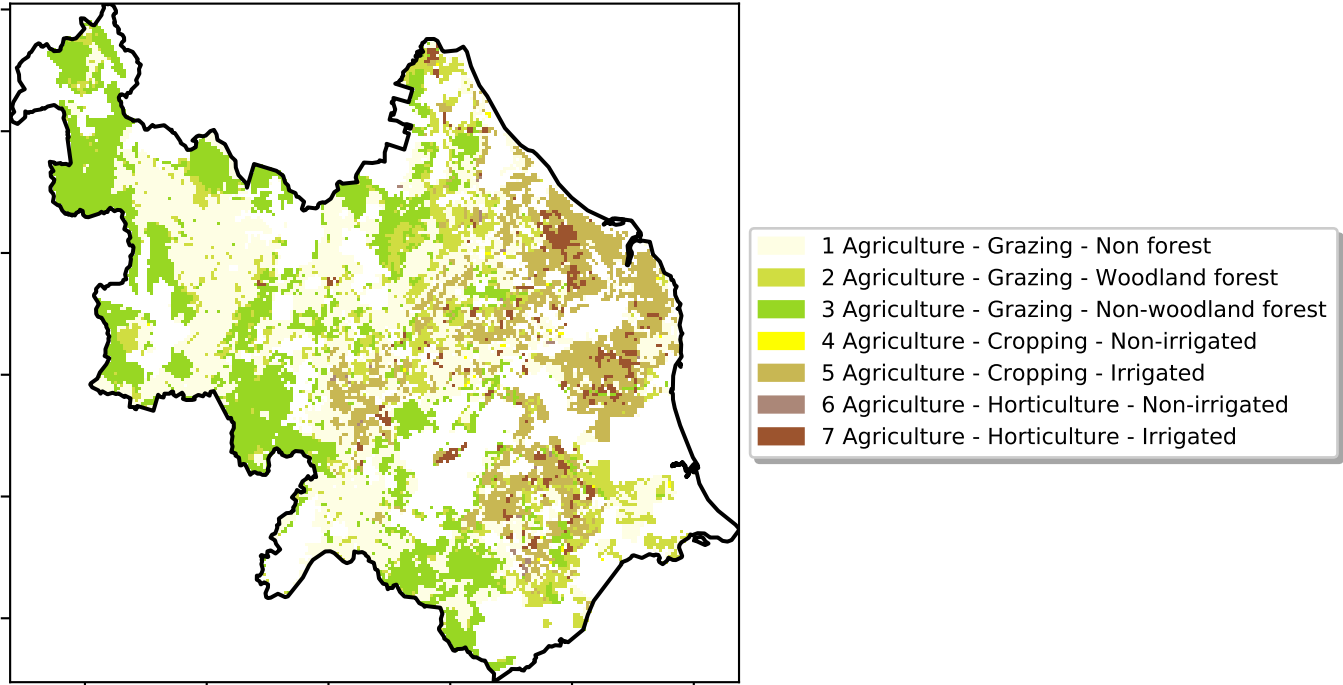 1 Agriculture - Grazing - Non forest
2 Agriculture - Grazing - Woodland forest
3 Agriculture - Grazing - Non-woodland forest
4 Agriculture - Cropping - Non-irrigated
5 Agriculture - Cropping - Irrigated
6 Agriculture - Horticulture - Non-irrigated
7 Agriculture - Horticulture - Irrigated